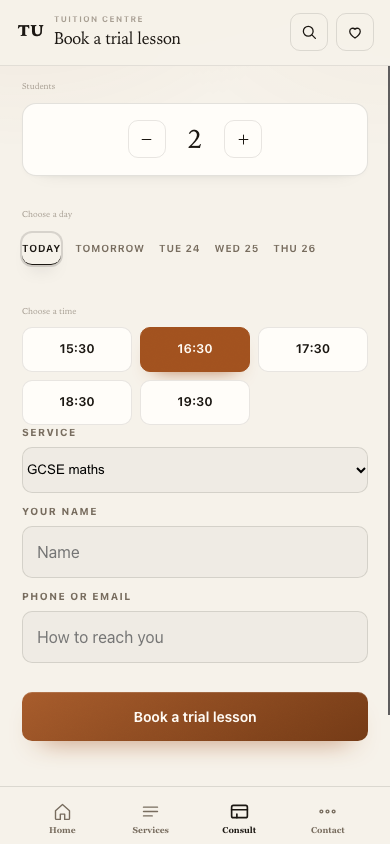 TU
TUITION CENTRE
Book a trial lesson
Students
− 2 +
Choose a day
TODAY TOMORROW TUE 24 WED 25 THU 26
Choose a time
15:30 16:30 17:30
18:30 19:30
SERVICE
GCSE maths
YOUR NAME
Name
PHONE OR EMAIL
How to reach you
Book a trial lesson
Home Services Consult Contact